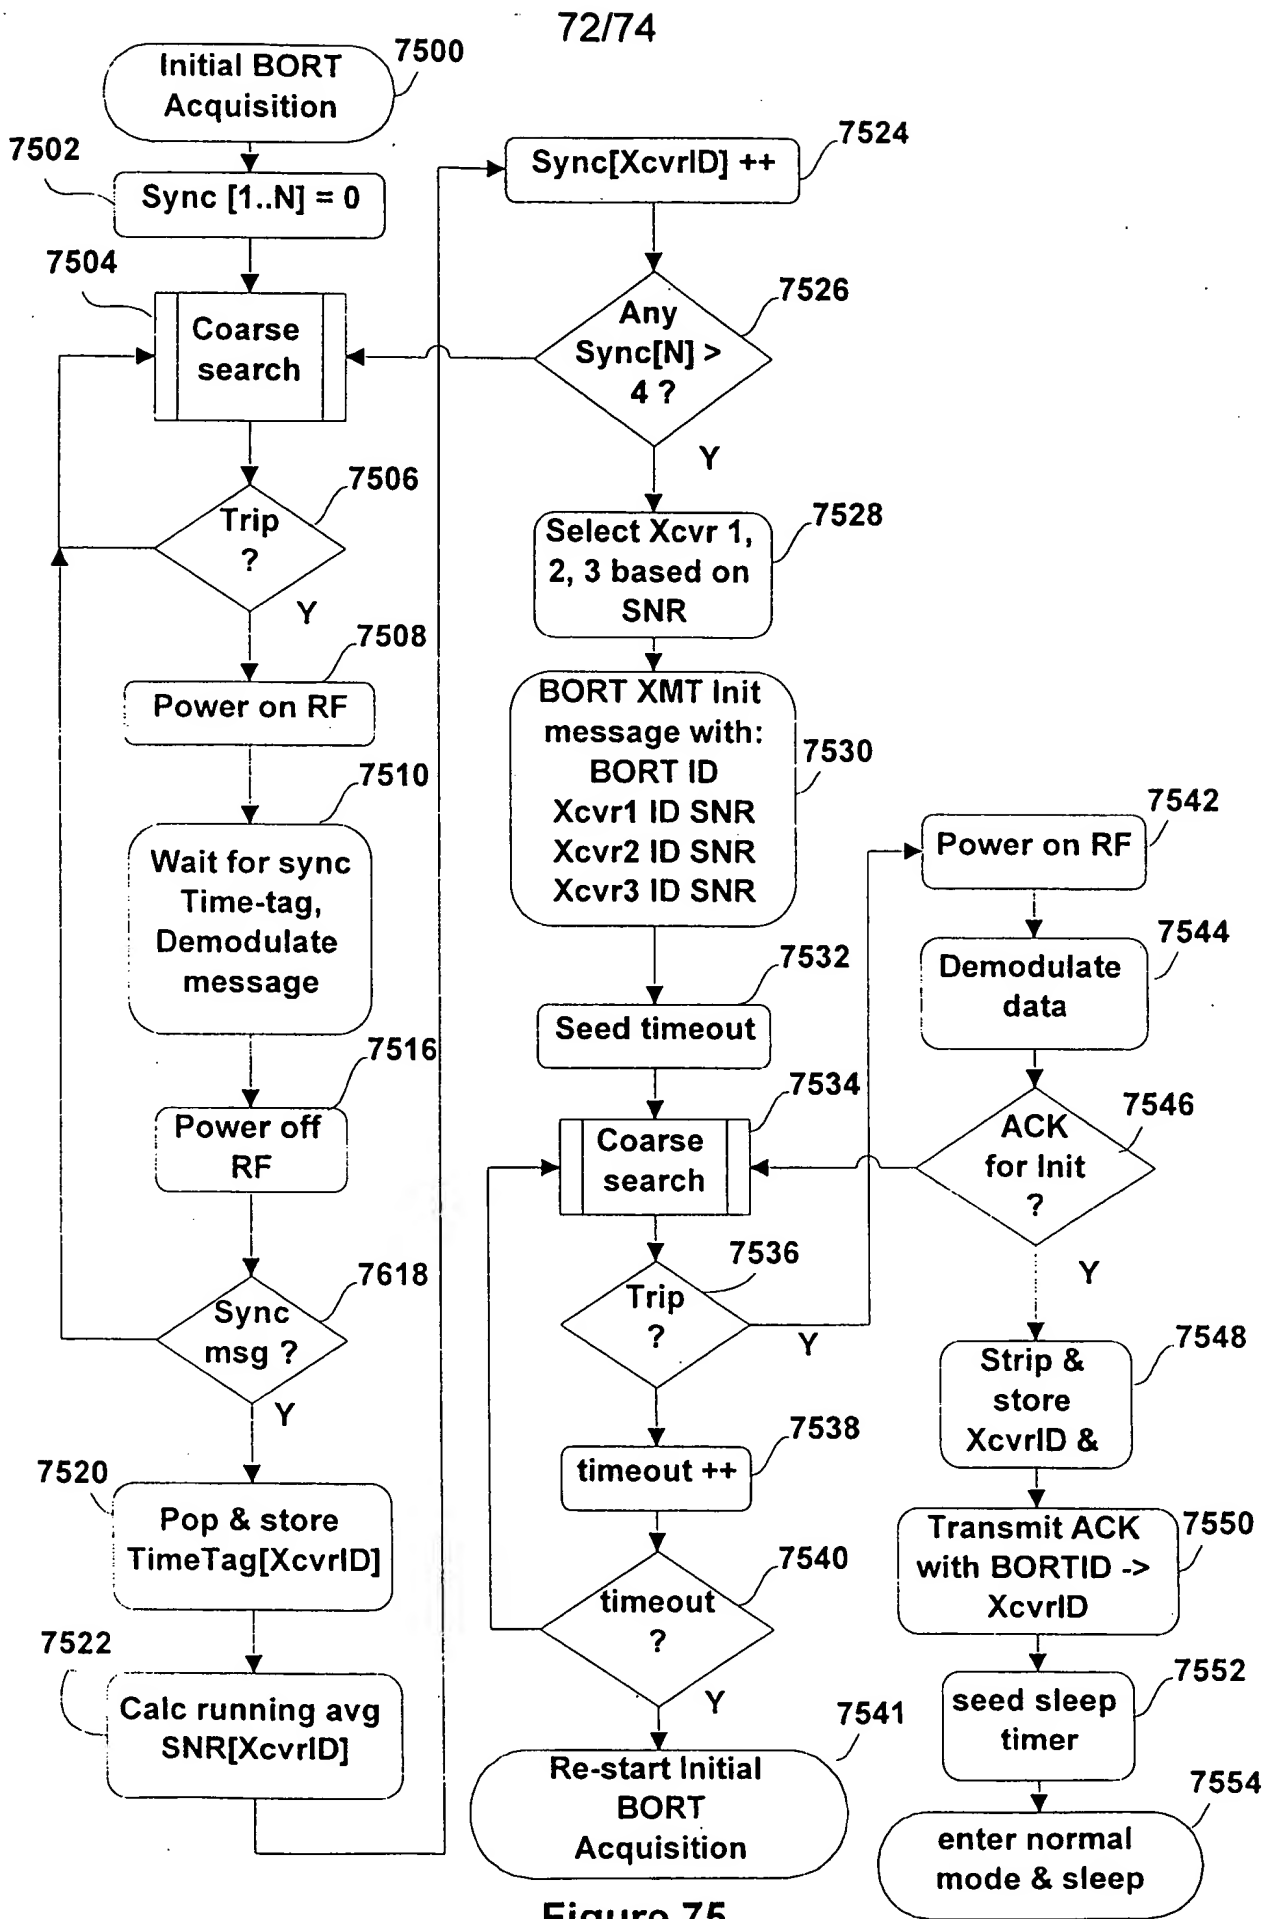 72/74
Initial BORT
Acquisition
7500
7502
Sync [1..N] = 0
7504
Coarse
search
Trip
?
7506
Y
7508
Power on RF
7510
Wait for sync
Time-tag,
Demodulate
message
7516
Power off
RF
7618
Sync
msg ?
Y
7520
Pop & store
TimeTag[XcvrID]
7522
Calc running avg
SNR[XcvrID]
7524
Sync[XcvrID] ++
7526
Any
Sync[N] >
4 ?
Y
7528
Select Xcvr 1,
2, 3 based on
SNR
BORT XMT Init
message with:
BORT ID
Xcvr1 ID SNR
Xcvr2 ID SNR
Xcvr3 ID SNR
7530
7532
Seed timeout
7534
Coarse
search
7536
Trip
?
Y
7538
timeout ++
7540
timeout
?
Y
7541
Re-start Initial
BORT
Acquisition
7542
Power on RF
7544
Demodulate
data
7546
ACK
for Init
?
Y
7548
Strip &
store
XcvrID &
Transmit ACK
with BORTID ->
XcvrID
7550
7552
seed sleep
timer
7554
enter normal
mode & sleep
Figure 75